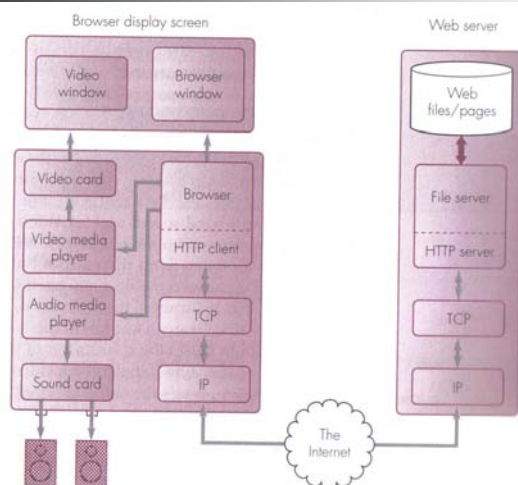 Browser display screen
Web server
Video
window
Browser
window
Web
files/pages
Video card
Browser
File server
Video media
player
HTTP client
HTTP server
Audio media
player
TCP
TCP
Sound card
IP
IP
The
Internet